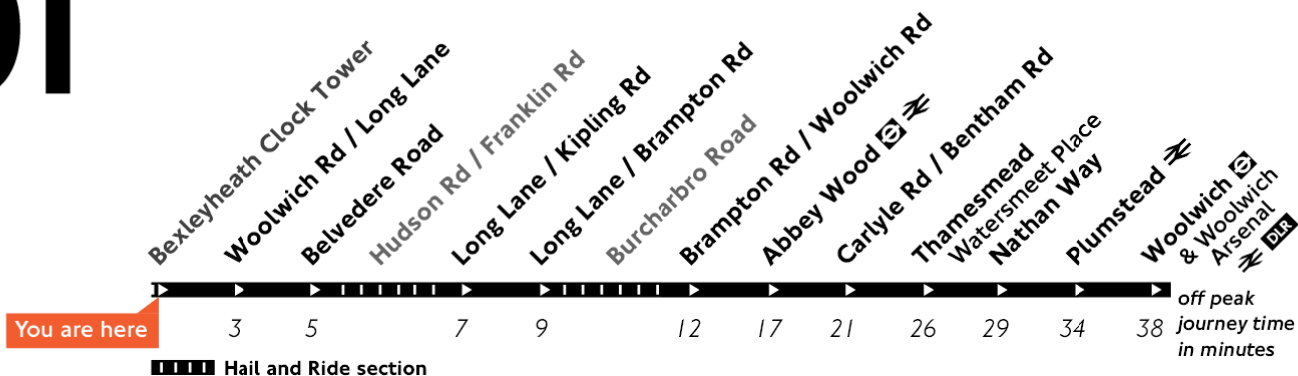 01
Bexleyheath Clock Tower
Woolwich Rd / Long Lane
Belvedere Road
Hudson Rd / Franklin Rd
Long Lane / Kipling Rd
Long Lane / Brampton Rd
Burcharbro Road
Brampton Rd / Woolwich Rd
Abbey Wood
Carlyle Rd / Bentham Rd
Thamesmead
Watersmeet Place
Nathan Way
Plumstead
Woolwich
& Woolwich
Arsenal
DLR
You are here
3 5 7 9 12 17 21 26 29 34 38
off peak
journey time
in minutes
Hail and Ride section